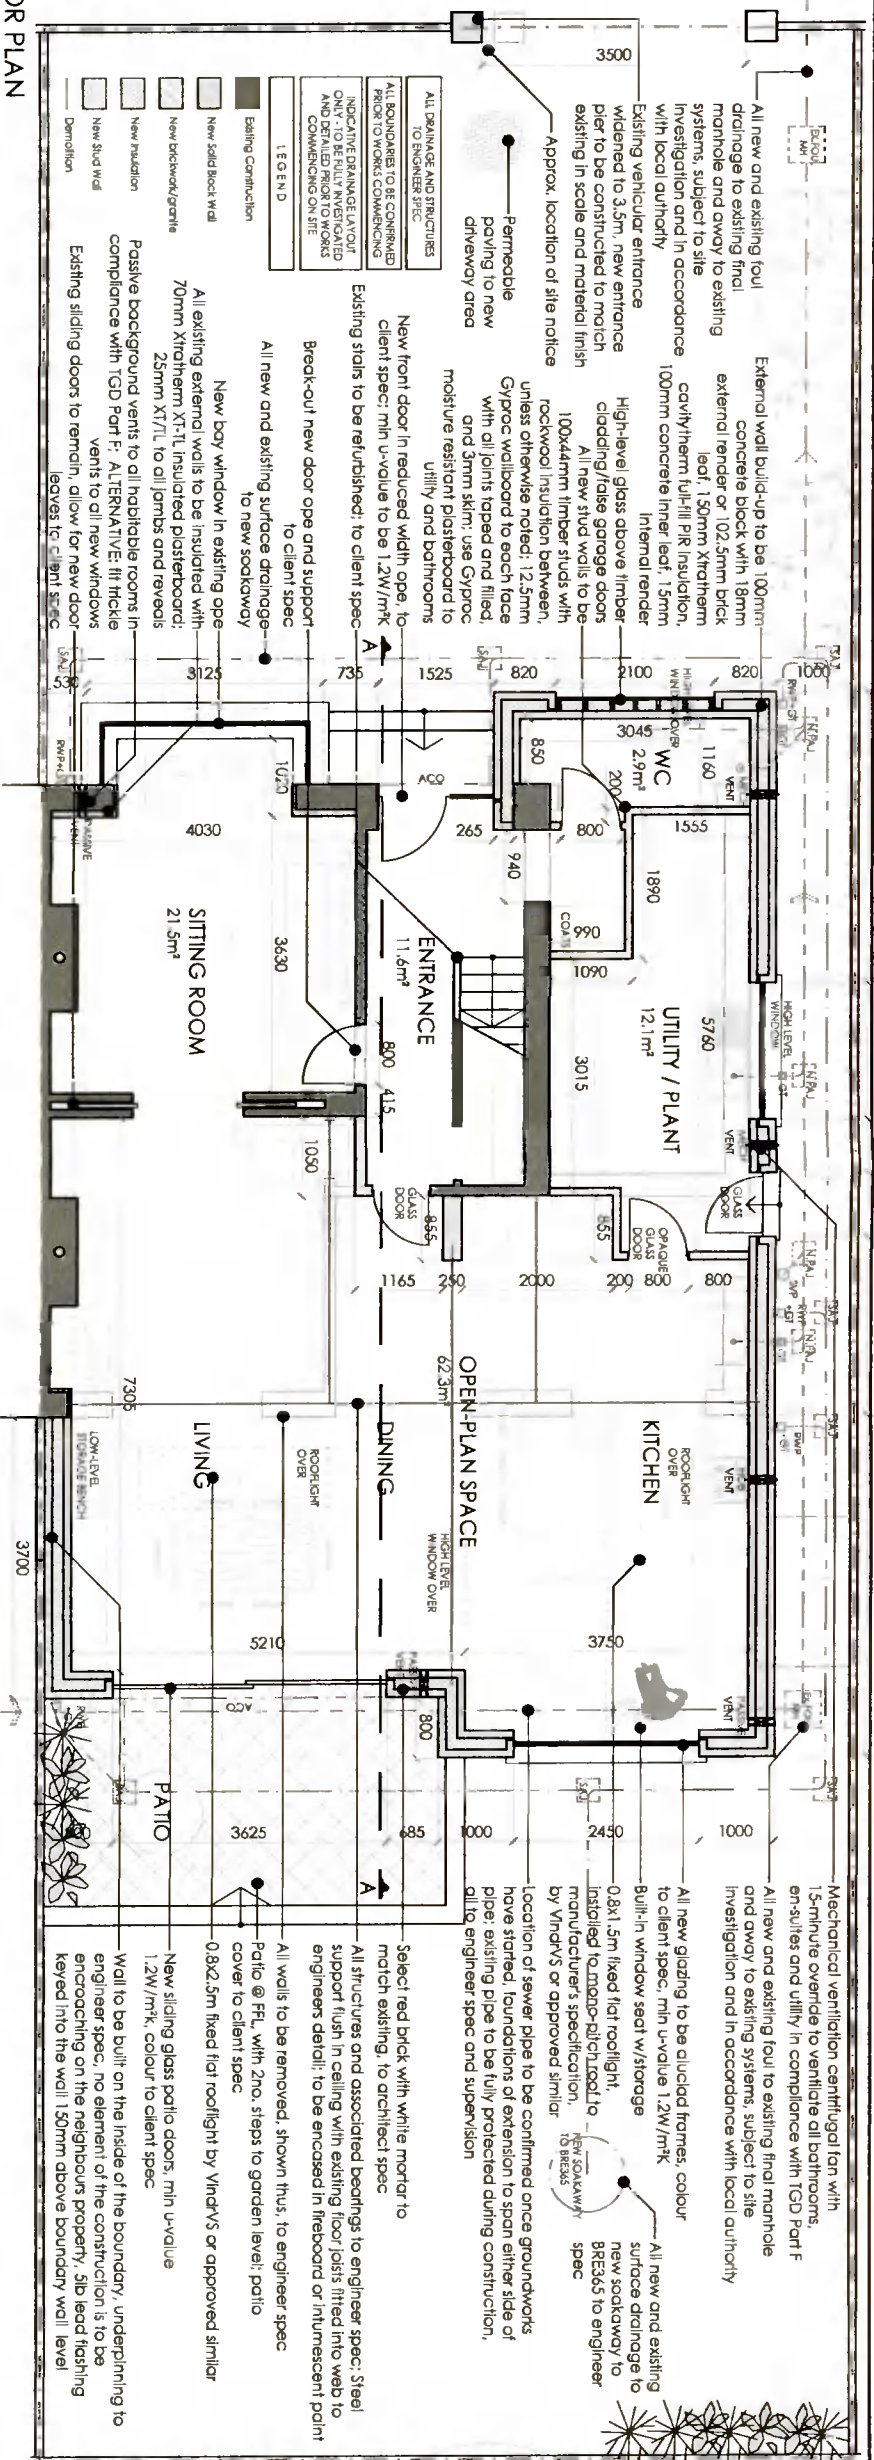 OR PLAN
3500
EX.FOUL
MH
All new and existing foul
drainage to existing final
manhole and away to existing
systems, subject to site
investigation and in accordance
with local authority
Existing vehicular entrance
widened to 3.5m, new entrance
pier to be constructed to match
existing in scale and material finish
Approx. location of site notice
Permeable
paving to new
driveway area
ALL DRAINAGE AND STRUCTURES
TO ENGINEER SPEC
ALL BOUNDARIES TO BE CONFIRMED
PRIOR TO WORKS COMMENCING
INDICATIVE DRAINAGE LAYOUT
ONLY - TO BE FULLY INVESTIGATED
AND DETAILED PRIOR TO WORKS
COMMENCING ON SITE
LEGEND
Existing Construction
New Solid Block Wall
New brickwork/granite
New Insulation
New Stud Wall
Demolition
External wall build-up to be 100mm
concrete block with 18mm
external render or 102.5mm brick
leaf, 150mm Xtratherm
cavitytherm full-fill PIR insulation,
100mm concrete inner leaf, 15mm
internal render
High-level glass above timber
cladding/false garage doors
All new stud walls to be
100x44mm timber studs with
rockwool insulation between,
unless otherwise noted; 12.5mm
Gyproc wallboard to each face
with all joints taped and filled,
and 3mm skim; use Gyproc
moisture resistant plasterboard to
utility and bathrooms
New front door in reduced width ope, to
client spec; min u-value to be 1.2W/m²K
Existing stairs to be refurbished; to client spec
Break-out new door ope and support
to client spec
All new and existing surface drainage
to new soakaway
New bay window in existing ope
All existing external walls to be insulated with
70mm Xtratherm XT-TL insulated plasterboard;
25mm XT/TL to all jambs and reveals
Passive background vents to all habitable rooms in
compliance with TGD Part F; ALTERNATIVE: fit trickle
vents to all new windows
Existing sliding doors to remain, allow for new door
leaves to client spec
1000
820
2100
820
1525
A
735
3125
530
SAJ
RWP+GT
WINDOW OVER
3045
WC
2.9m²
1160
VENT
850
200
ACO
1020
PASSIVE
VENT
4030
265
800
1555
940
1890
COATS
990
1090
SITTING ROOM
21.5m²
3630
ENTRANCE
11.6m²
800
415
UTILITY / PLANT
12.1m²
5760
3015
HIGH LEVEL
WINDOW
MECH
VENT
N.FAJ
GT
1050
GLASS
DOOR
855
855
OPAQUE
GLASS
DOOR
GLASS
DOOR
1165
250
2000
200
800
800
SVP
RWP
+GT
N.FAJ
SAJ
7305
OPEN-PLAN SPACE
62.3m²
KITCHEN
DINING
LIVING
ROOFLIGHT
OVER
ROOFLIGHT
OVER
HIGH LEVEL
WINDOW OVER
LOW-LEVEL
STORAGE BENCH
RWP
VENT
3700
5210
3750
800
VENT
PATIO
3625
685
1000
2450
1000
SAJ
A
Mechanical ventilation centrifugal fan with
15-minute override to ventilate all bathrooms,
en-suites and utility in compliance with TGD Part F
All new and existing foul to existing final manhole
and away to existing systems, subject to site
investigation and in accordance with local authority
All new glazing to be aluclad frames, colour
to client spec, min u-value 1.2W/m²K
Built-in window seat w/storage
0.8x1.5m fixed flat rooflight,
installed to mono-pitch roof to
manufacturer's specification,
by VindrVS or approved similar
NEW SOAKAWAY
TO BRE365
All new and existing
surface drainage to
new soakaway to
BRE365 to engineer
spec
Location of sewer pipe to be confirmed once groundworks
have started, foundations of extension to span either side of
pipe; existing pipe to be fully protected during construction,
all to engineer spec and supervision
Select red brick with white mortar to
match existing, to architect spec
All structures and associated bearings to engineer spec; Steel
support flush in ceiling with existing floor joists fitted into web to
engineers detail; to be encased in fireboard or intumescent paint
All walls to be removed, shown thus, to engineer spec
Patio @ FFL, with 2no. steps to garden level; patio
cover to client spec
0.8x2.5m fixed flat rooflight by VindrVS or approved similar
New sliding glass patio doors, min u-value
1.2W/m²K, colour to client spec
Wall to be built on the inside of the boundary, underpinning to
engineer spec, no element of the construction is to be
encroaching on the neighbours property, 5lb lead flashing
keyed into the wall 150mm above boundary wall level